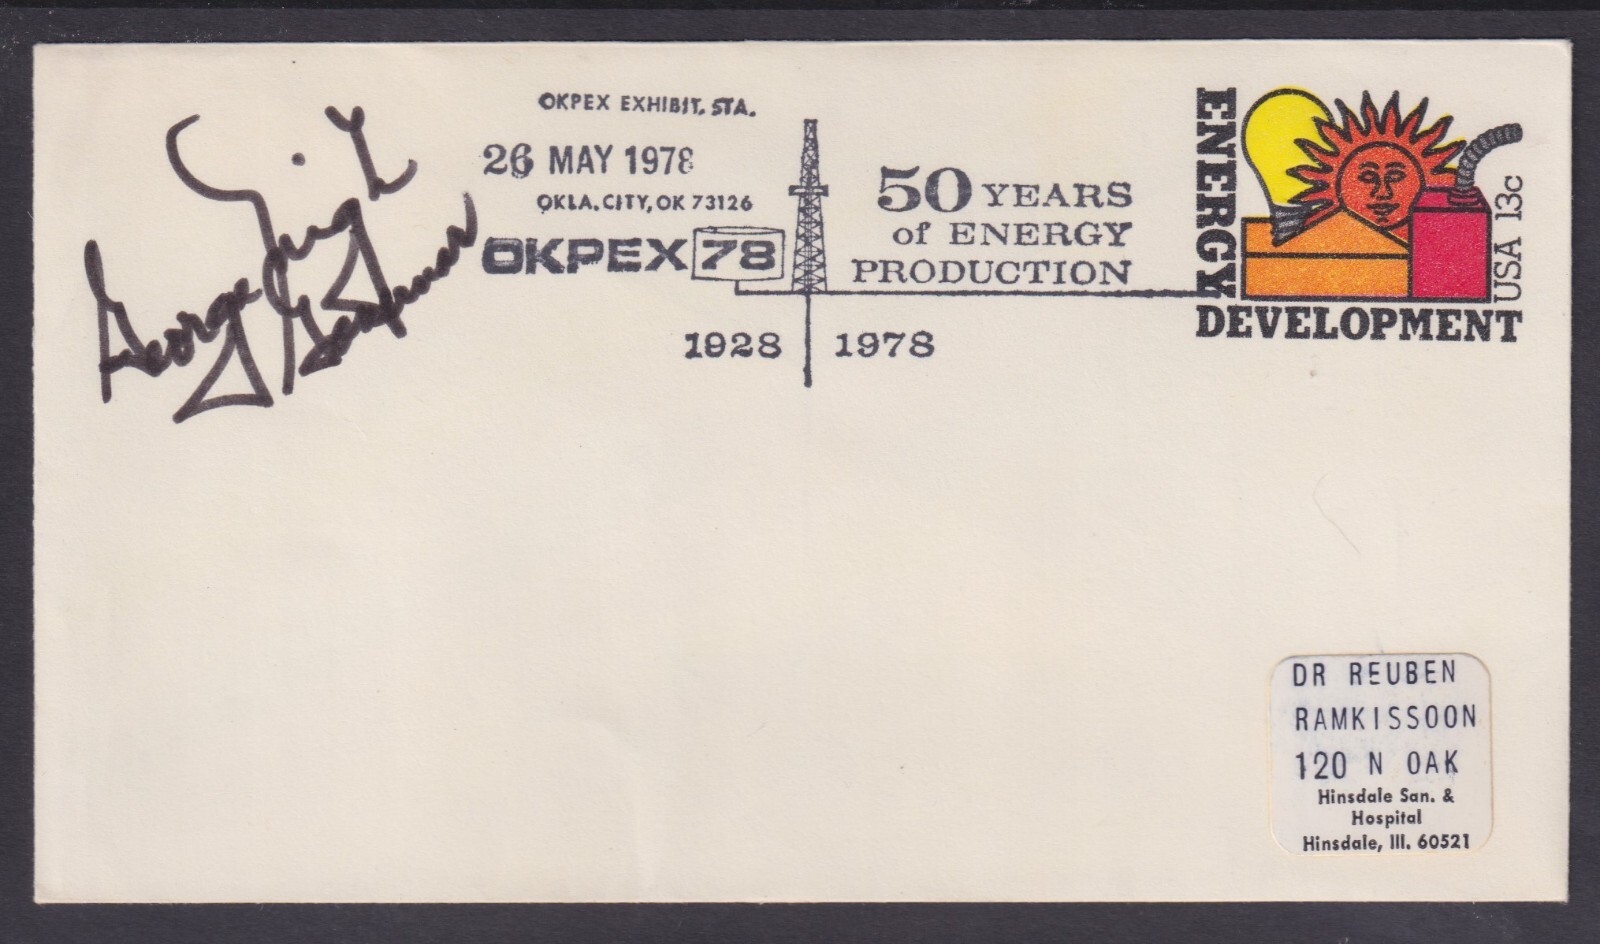 George
OKPEX EXHIBIT. STA.
26 MAY 1978
OKLA. CITY, OK 73126
OKPEX 78
50 YEARS
of ENERGY
PRODUCTION
1928 1978
ENERGY
DEVELOPMENT
USA 13c
DR REUBEN
RAMKISSOON
120 N OAK
Hinsdale San. &
Hospital
Hinsdale, Ill. 60521